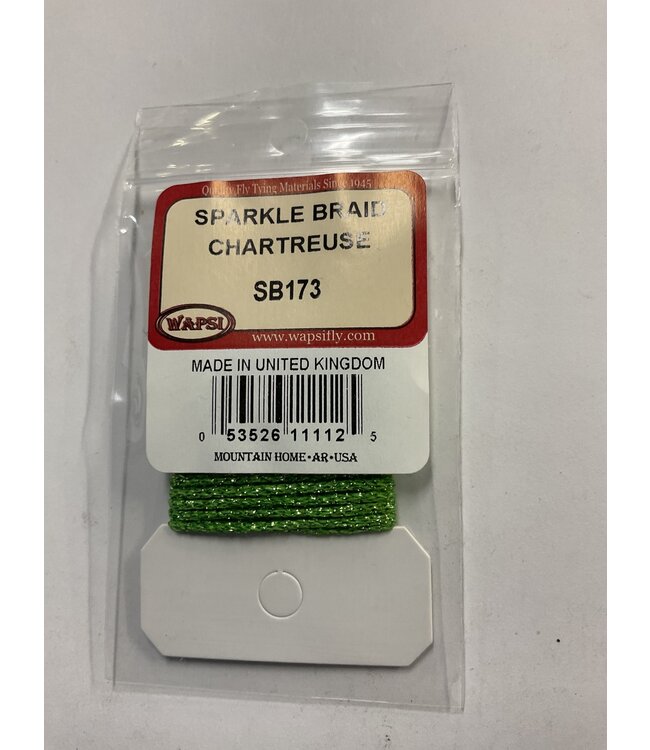 Quality Fly Tying Materials Since 1945
SPARKLE BRAID
CHARTREUSE
SB173
WAPSI
www.wapsifly.com
MADE IN UNITED KINGDOM
0 53526 11112 5
MOUNTAIN HOME•AR•USA